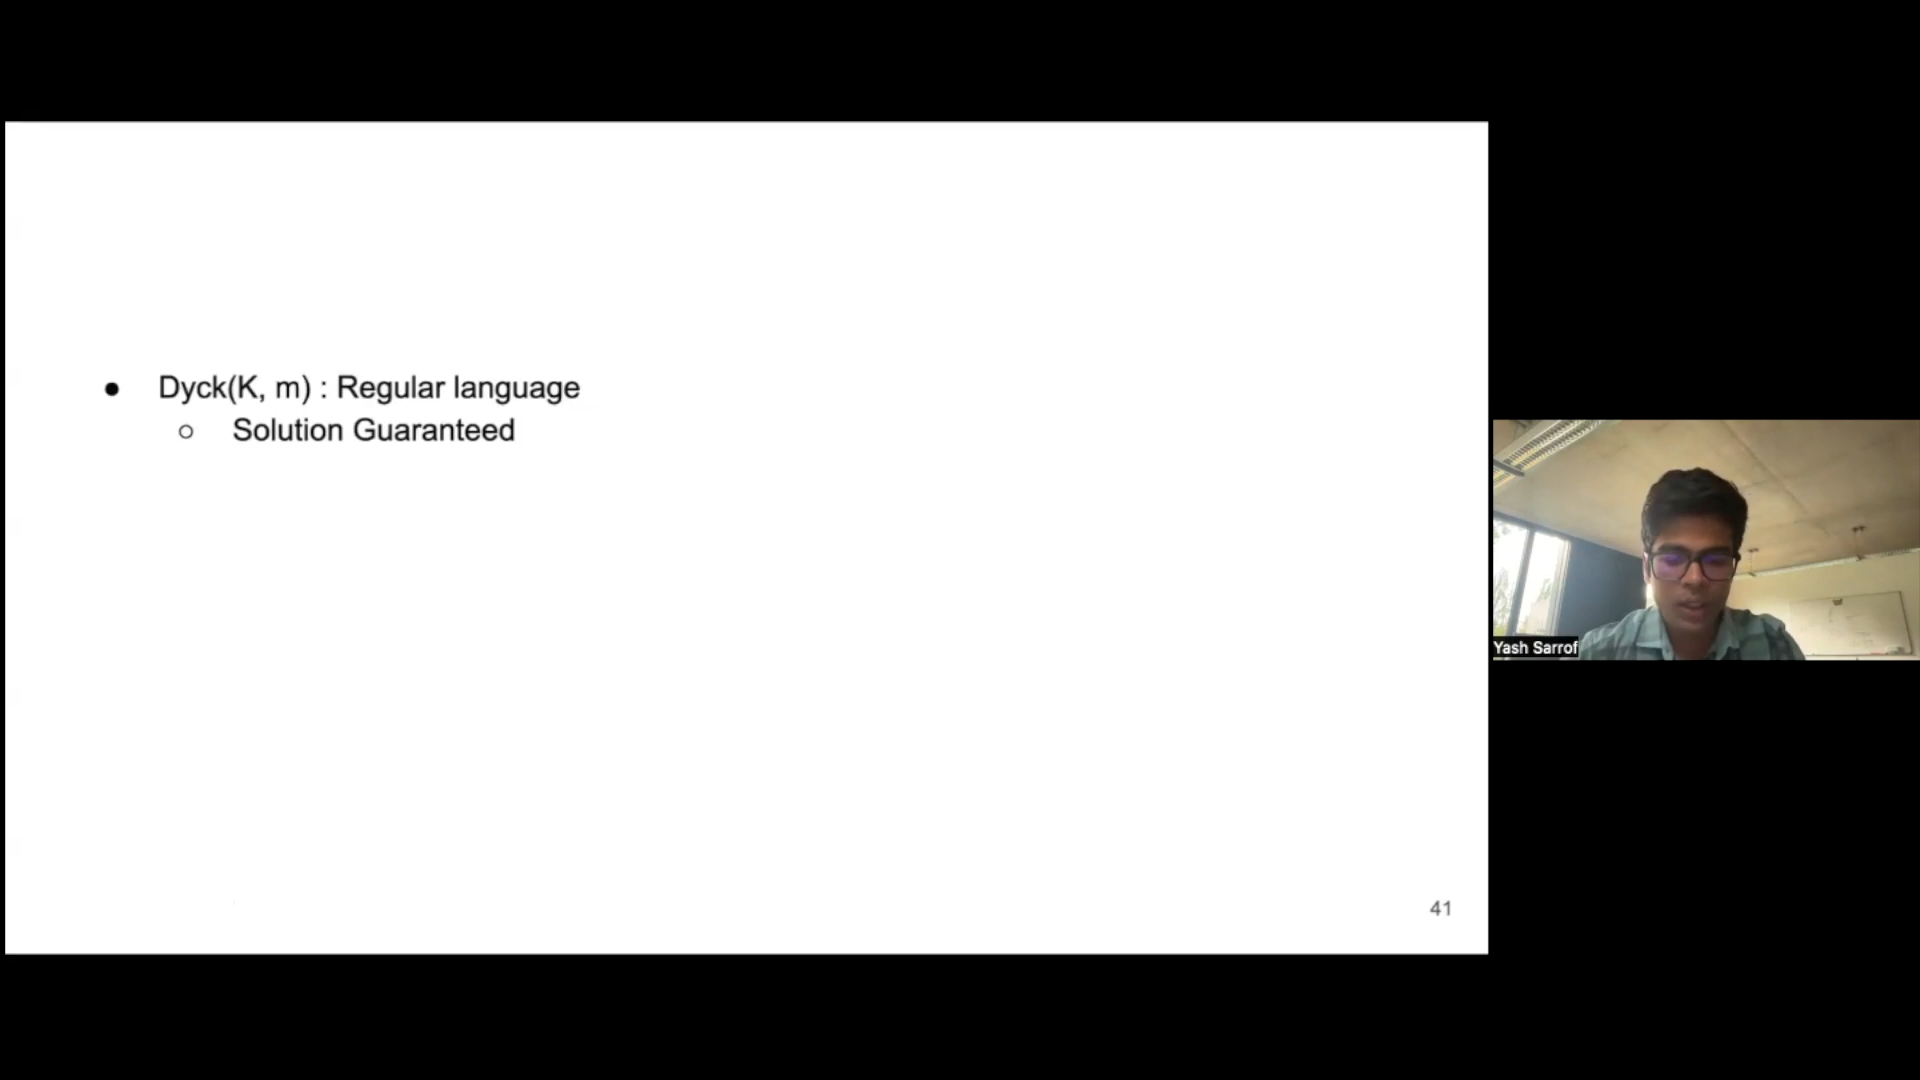 ● Dyck(K, m) : Regular language
○ Solution Guaranteed
41
Yash Sarrof